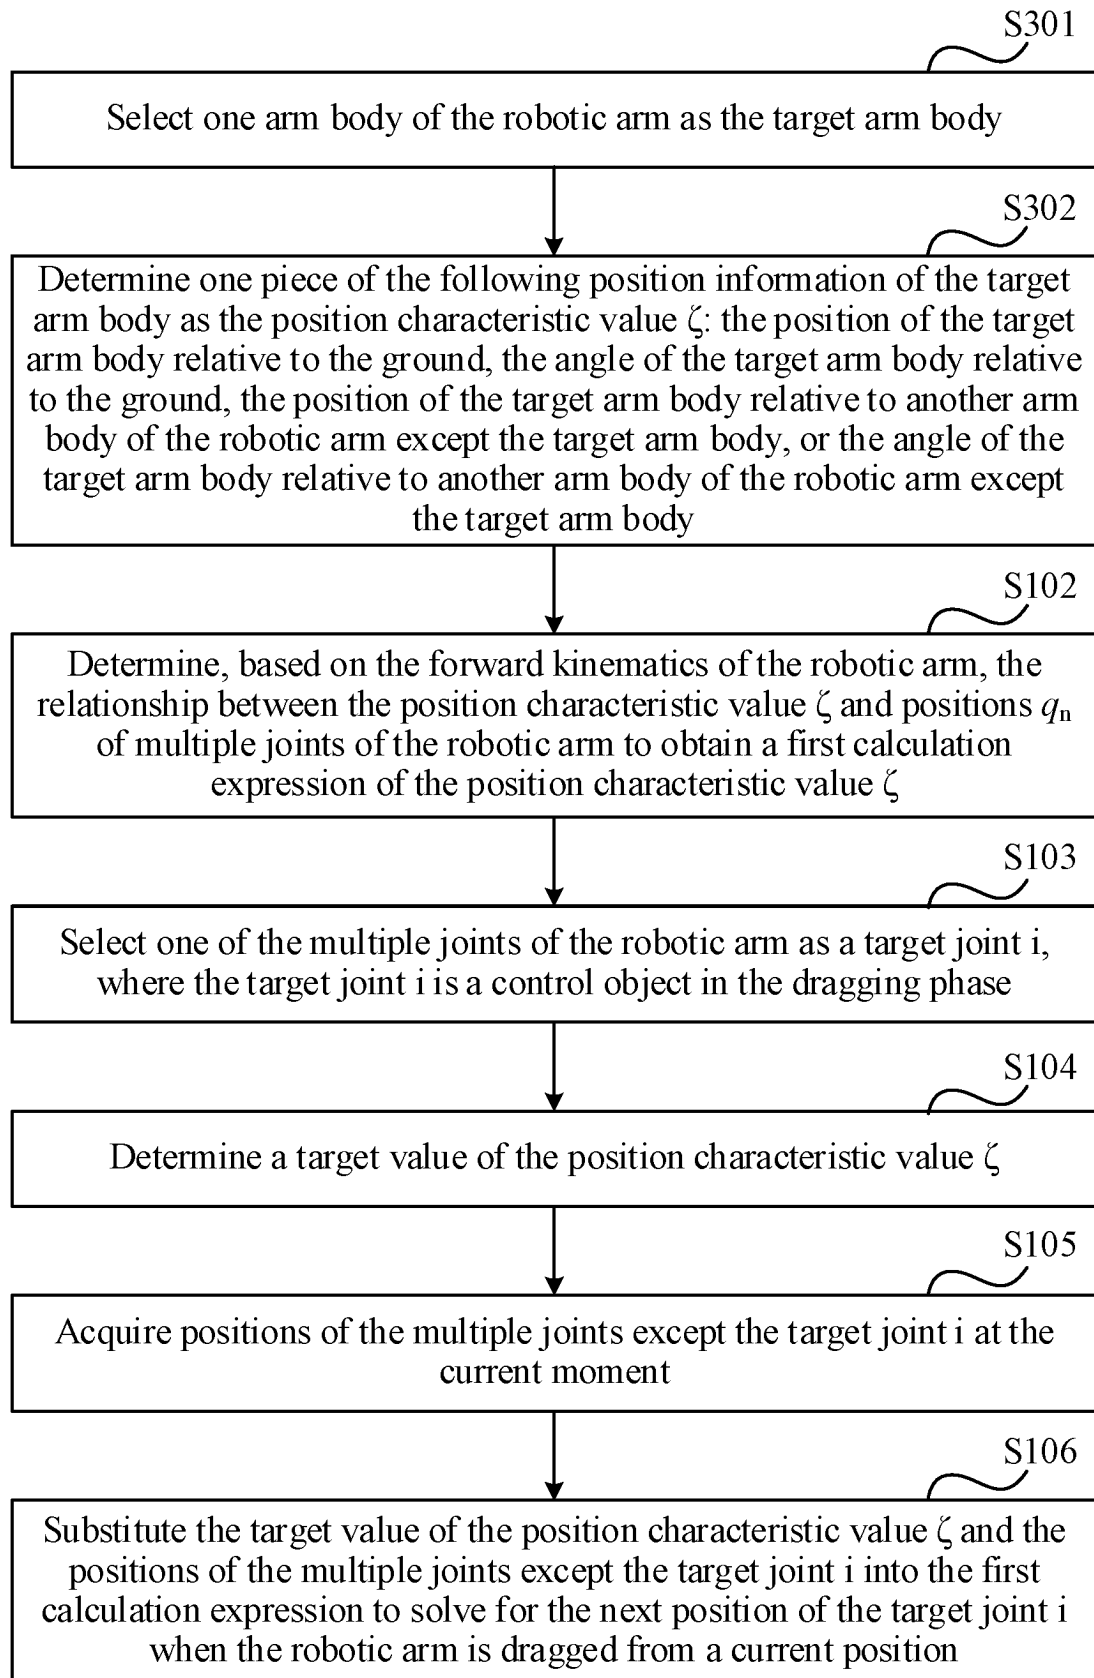 S301
Select one arm body of the robotic arm as the target arm body
S302
Determine one piece of the following position information of the target
arm body as the position characteristic value ζ: the position of the target
arm body relative to the ground, the angle of the target arm body relative
to the ground, the position of the target arm body relative to another arm
body of the robotic arm except the target arm body, or the angle of the
target arm body relative to another arm body of the robotic arm except
the target arm body
S102
Determine, based on the forward kinematics of the robotic arm, the
relationship between the position characteristic value ζ and positions qn
of multiple joints of the robotic arm to obtain a first calculation
expression of the position characteristic value ζ
S103
Select one of the multiple joints of the robotic arm as a target joint i,
where the target joint i is a control object in the dragging phase
S104
Determine a target value of the position characteristic value ζ
S105
Acquire positions of the multiple joints except the target joint i at the
current moment
S106
Substitute the target value of the position characteristic value ζ and the
positions of the multiple joints except the target joint i into the first
calculation expression to solve for the next position of the target joint i
when the robotic arm is dragged from a current position